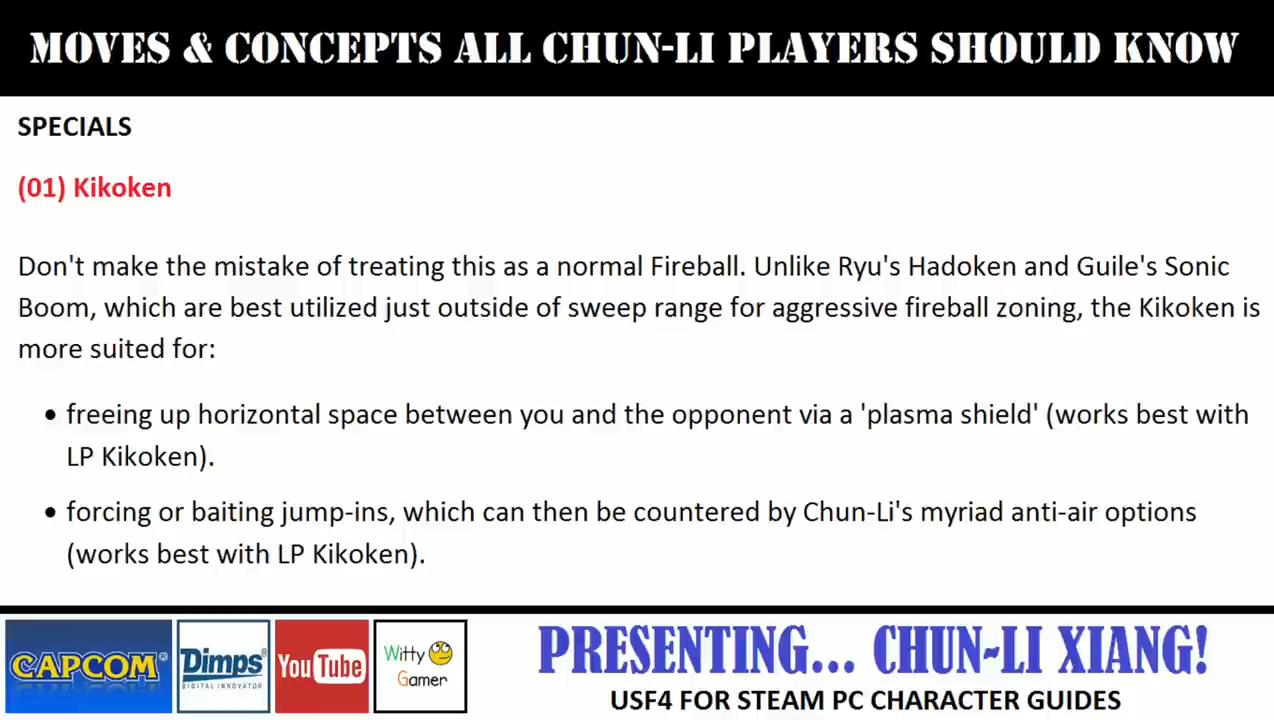 MOVES & CONCEPTS ALL CHUN-LI PLAYERS SHOULD KNOW
SPECIALS
(01) Kikoken
Don't make the mistake of treating this as a normal Fireball. Unlike Ryu's Hadoken and Guile's Sonic
Boom, which are best utilized just outside of sweep range for aggressive fireball zoning, the Kikoken is
more suited for:
• freeing up horizontal space between you and the opponent via a 'plasma shield' (works best with
LP Kikoken).
• forcing or baiting jump-ins, which can then be countered by Chun-Li's myriad anti-air options
(works best with LP Kikoken).
CAPCOM®
Dimps®
DIGITAL INNOVATOR
YouTube
Witty
Gamer
PRESENTING... CHUN-LI XIANG!
USF4 FOR STEAM PC CHARACTER GUIDES